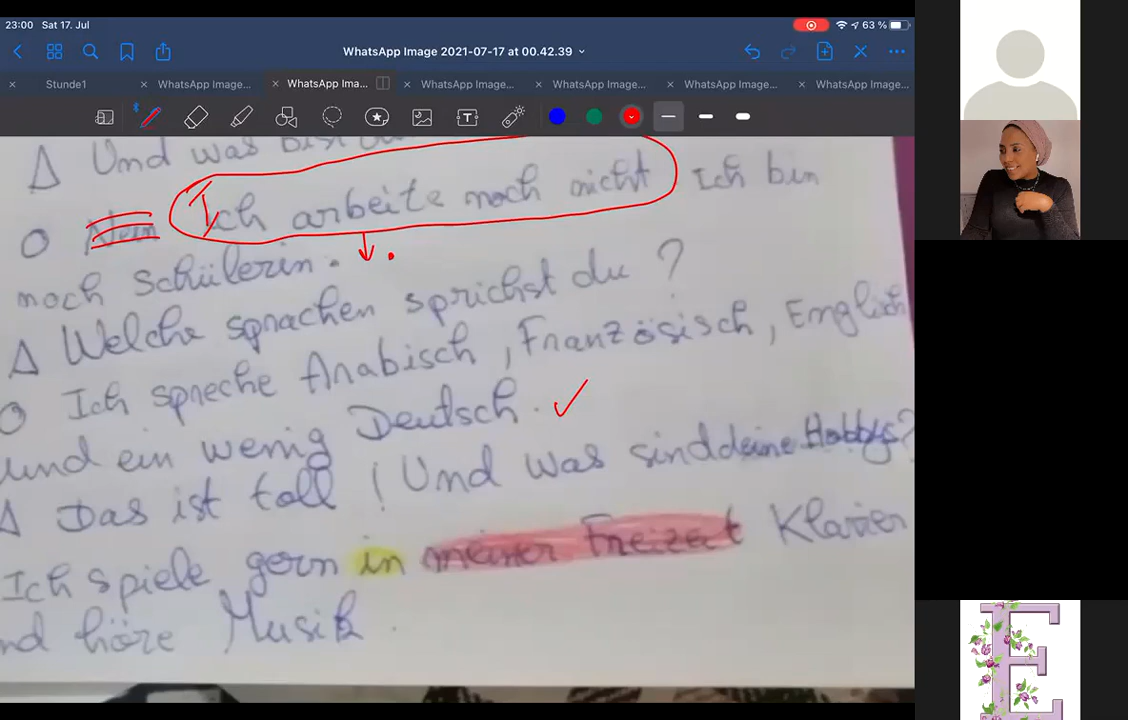 23:00 Sat 17. Jul
63 %
WhatsApp Image 2021-07-17 at 00.42.39
Stunde1
WhatsApp Image...
WhatsApp Ima...
WhatsApp Image...
WhatsApp Image...
WhatsApp Image...
WhatsApp Image...
T
Δ Und was bist du
O Nein Ich arbeite noch nicht Ich bin
noch Schülerin.
Δ Welche sprachen sprichst du ?
O Ich spreche Arabisch, Französisch, Englisch
und ein wenig Deutsch.
Δ Das ist toll ! Und was sind deine Hobbys?
Ich spiele gern in meiner Freizeit Klavier
nd höre Musik.
E